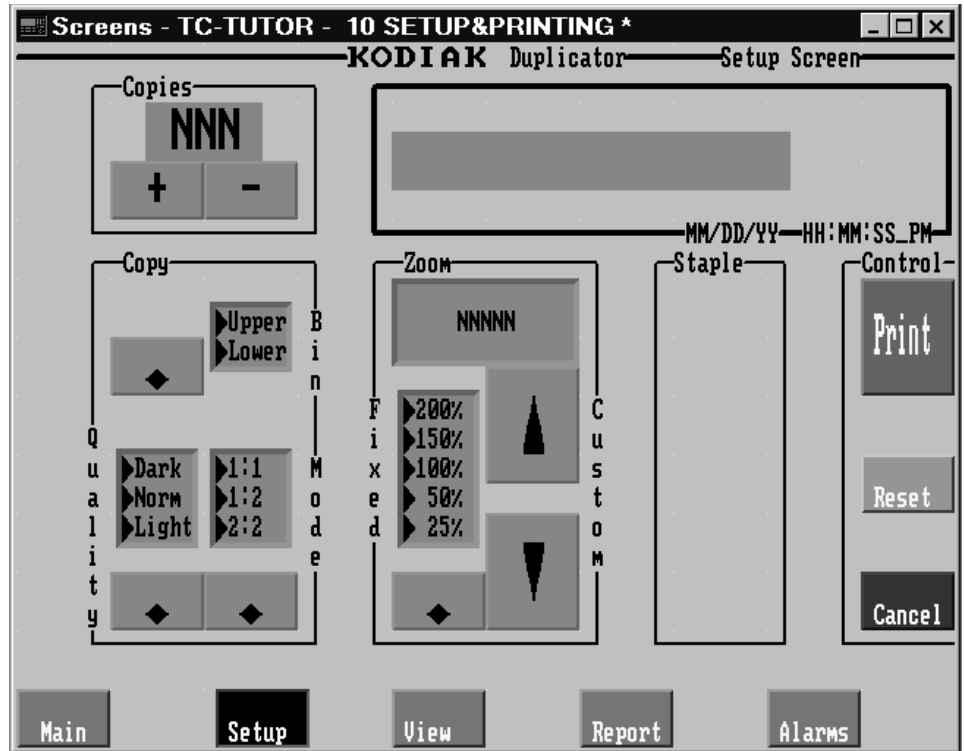 Screens - TC-TUTOR - 10 SETUP&PRINTING *
KODIAK Duplicator Setup Screen
Copies
NNN
+ -
MM/DD/YY HH:MM:SS_PM
Copy
Upper
Lower
Bin
Quality
Dark
Norm
Light
1:1
1:2
2:2
Mode
Zoom
NNNNN
Fixed
200%
150%
100%
50%
25%
Custom
Staple
Control
Print
Reset
Cancel
Main Setup View Report Alarms